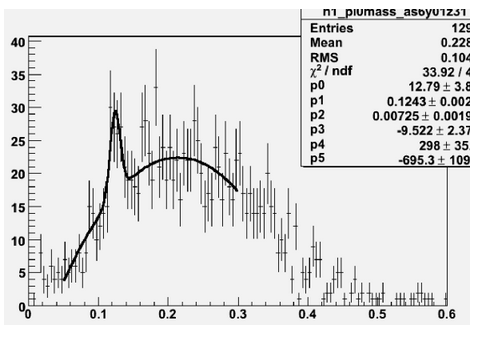 h1_pi0mass_as6y01z31
Entries 129
Mean 0.228
RMS 0.104
χ² / ndf 33.92 / 4
p0 12.79 ± 3.8
p1 0.1243 ± 0.002
p2 0.00725 ± 0.0019
p3 -9.522 ± 2.37
p4 298 ± 35.
p5 -695.3 ± 109
40
35
30
25
20
15
10
5
0
0 0.1 0.2 0.3 0.4 0.5 0.6